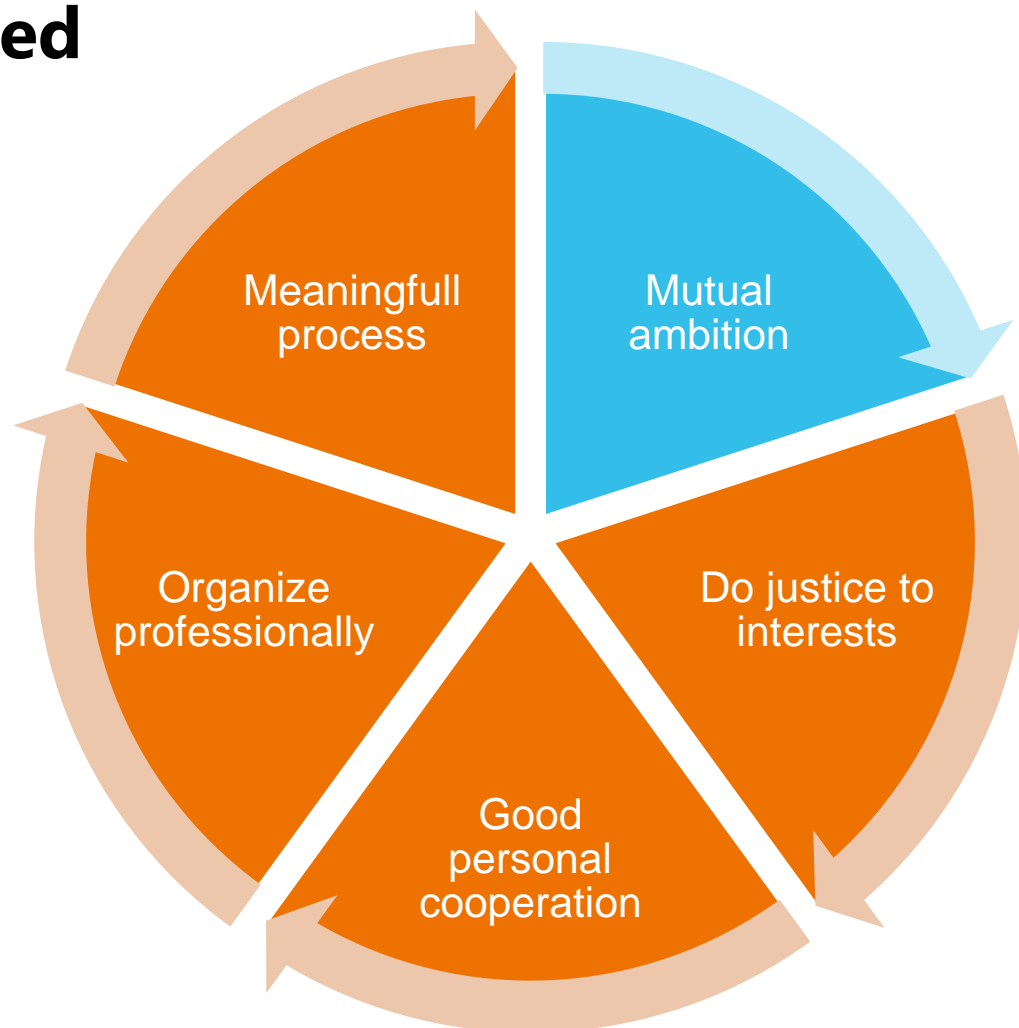 ed
Meaningfull
process
Mutual
ambition
Organize
professionally
Do justice to
interests
Good
personal
cooperation